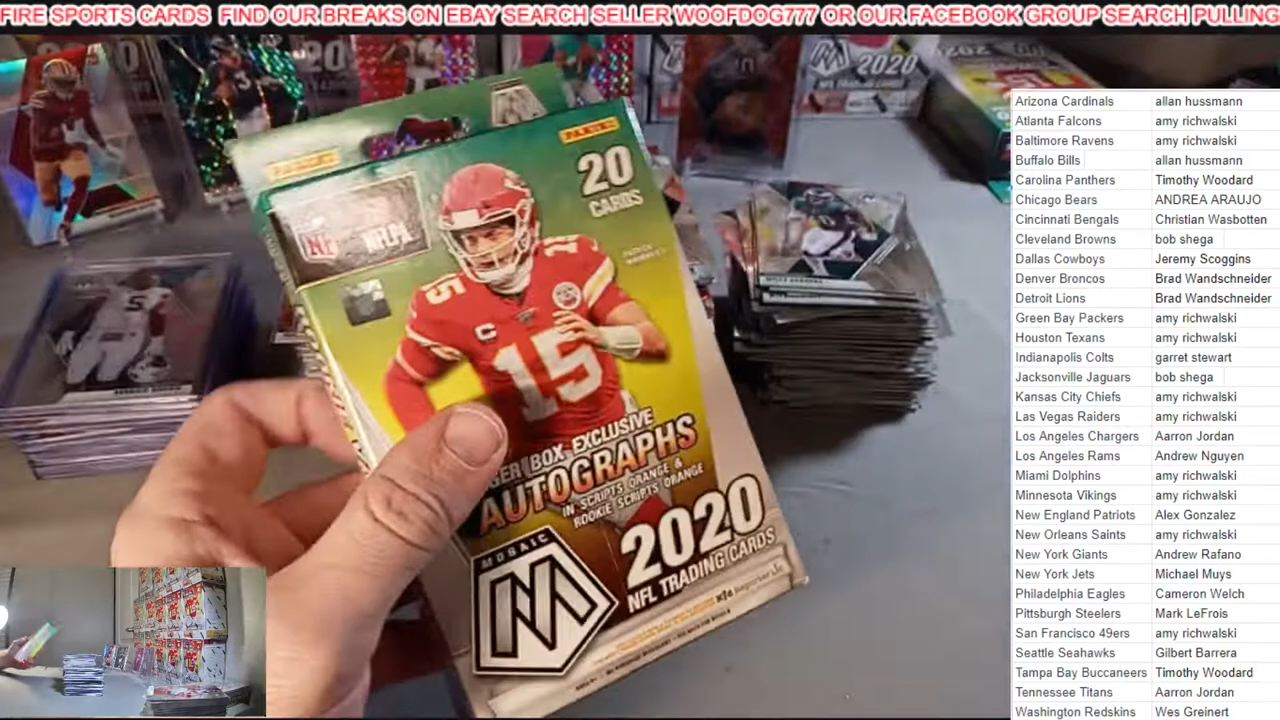 FIRE SPORTS CARDS FIND OUR BREAKS ON EBAY SEARCH SELLER WOOFDOG777 OR OUR FACEBOOK GROUP SEARCH PULLING
2020
PANINI
20
CARDS
NFLPA
15
C
15
BOX EXCLUSIVE
AUTOGRAPHS
IN SCRIPTS ORANGE &
ROOKIE SCRIPTS ORANGE
MOSAIC
M
2020
NFL TRADING CARDS
Arizona Cardinals allan hussmann
Atlanta Falcons amy richwalski
Baltimore Ravens amy richwalski
Buffalo Bills allan hussmann
Carolina Panthers Timothy Woodard
Chicago Bears ANDREA ARAUJO
Cincinnati Bengals Christian Wasbotten
Cleveland Browns bob shega
Dallas Cowboys Jeremy Scoggins
Denver Broncos Brad Wandschneider
Detroit Lions Brad Wandschneider
Green Bay Packers amy richwalski
Houston Texans amy richwalski
Indianapolis Colts garret stewart
Jacksonville Jaguars bob shega
Kansas City Chiefs amy richwalski
Las Vegas Raiders amy richwalski
Los Angeles Chargers Aarron Jordan
Los Angeles Rams Andrew Nguyen
Miami Dolphins amy richwalski
Minnesota Vikings amy richwalski
New England Patriots Alex Gonzalez
New Orleans Saints amy richwalski
New York Giants Andrew Rafano
New York Jets Michael Muys
Philadelphia Eagles Cameron Welch
Pittsburgh Steelers Mark LeFrois
San Francisco 49ers amy richwalski
Seattle Seahawks Gilbert Barrera
Tampa Bay Buccaneers Timothy Woodard
Tennessee Titans Aarron Jordan
Washington Redskins Wes Greinert